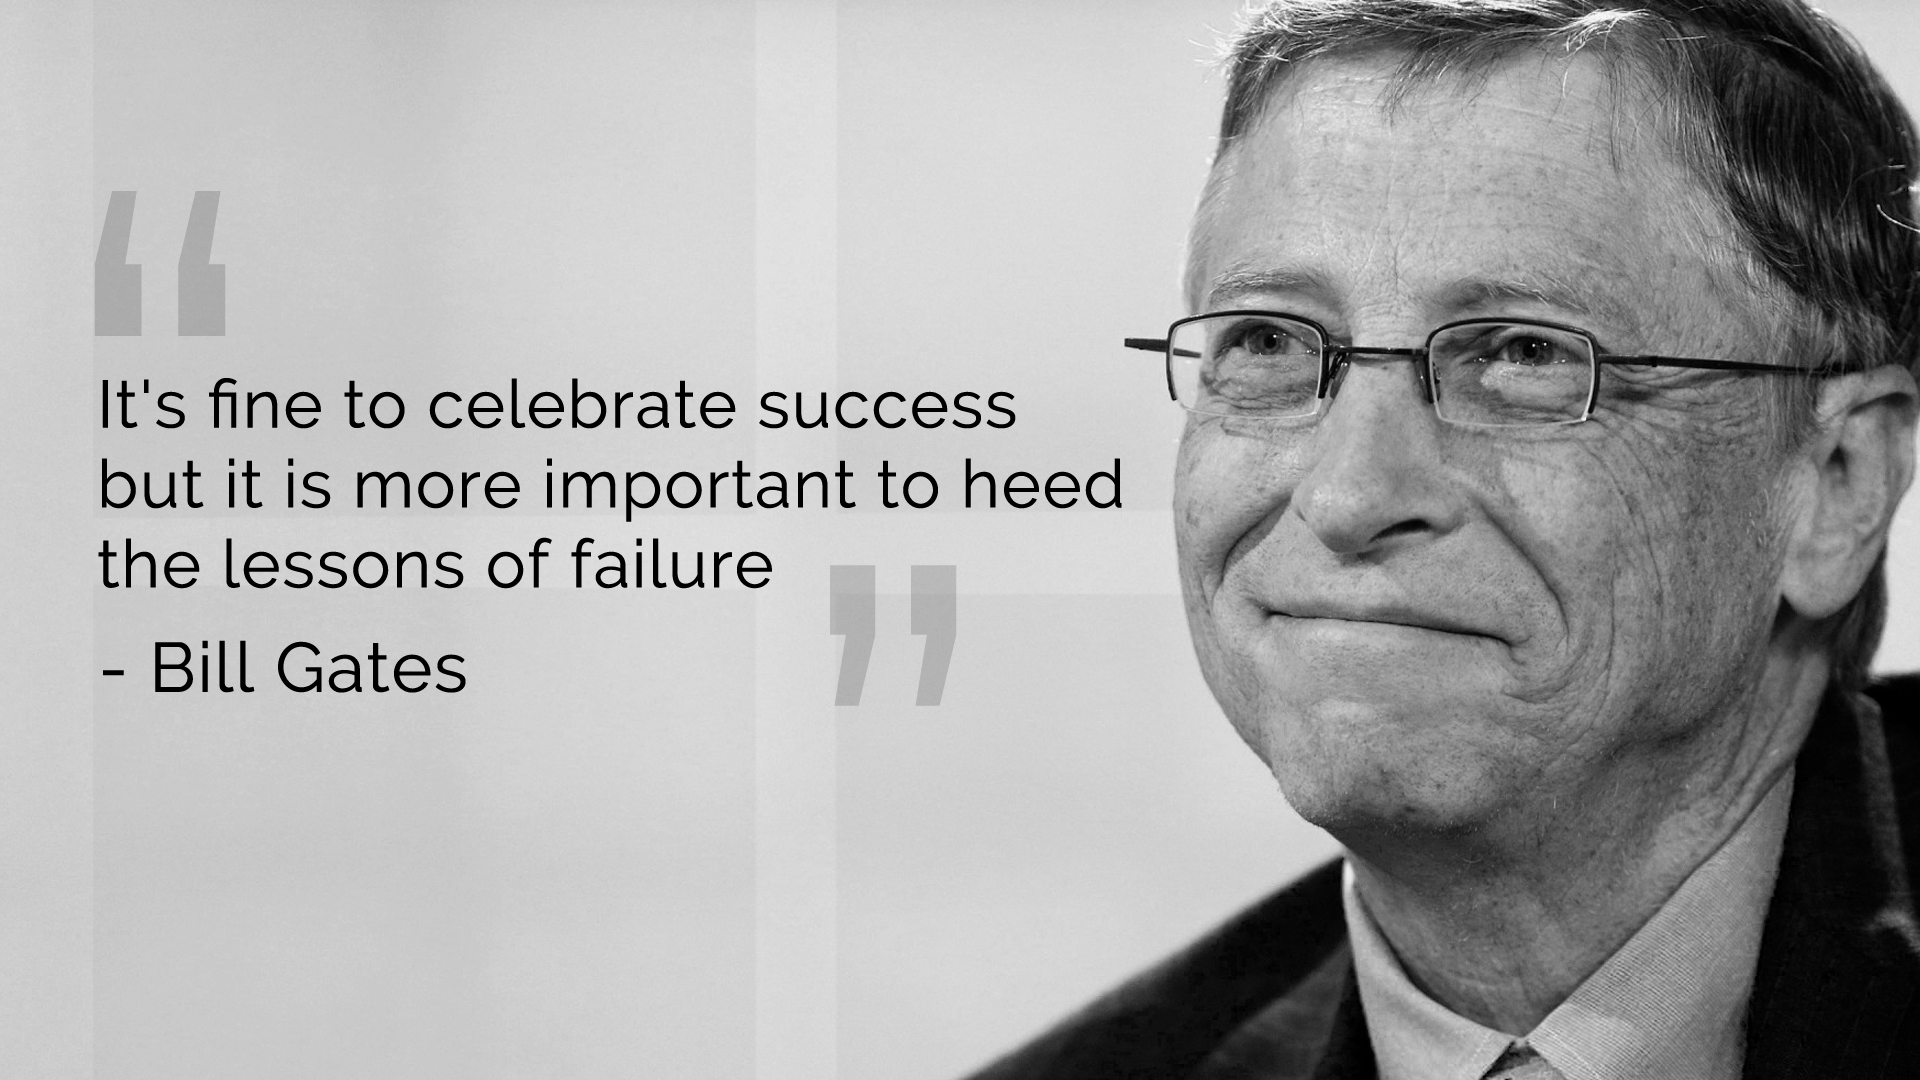 “
It's fine to celebrate success
but it is more important to heed
the lessons of failure
”
- Bill Gates